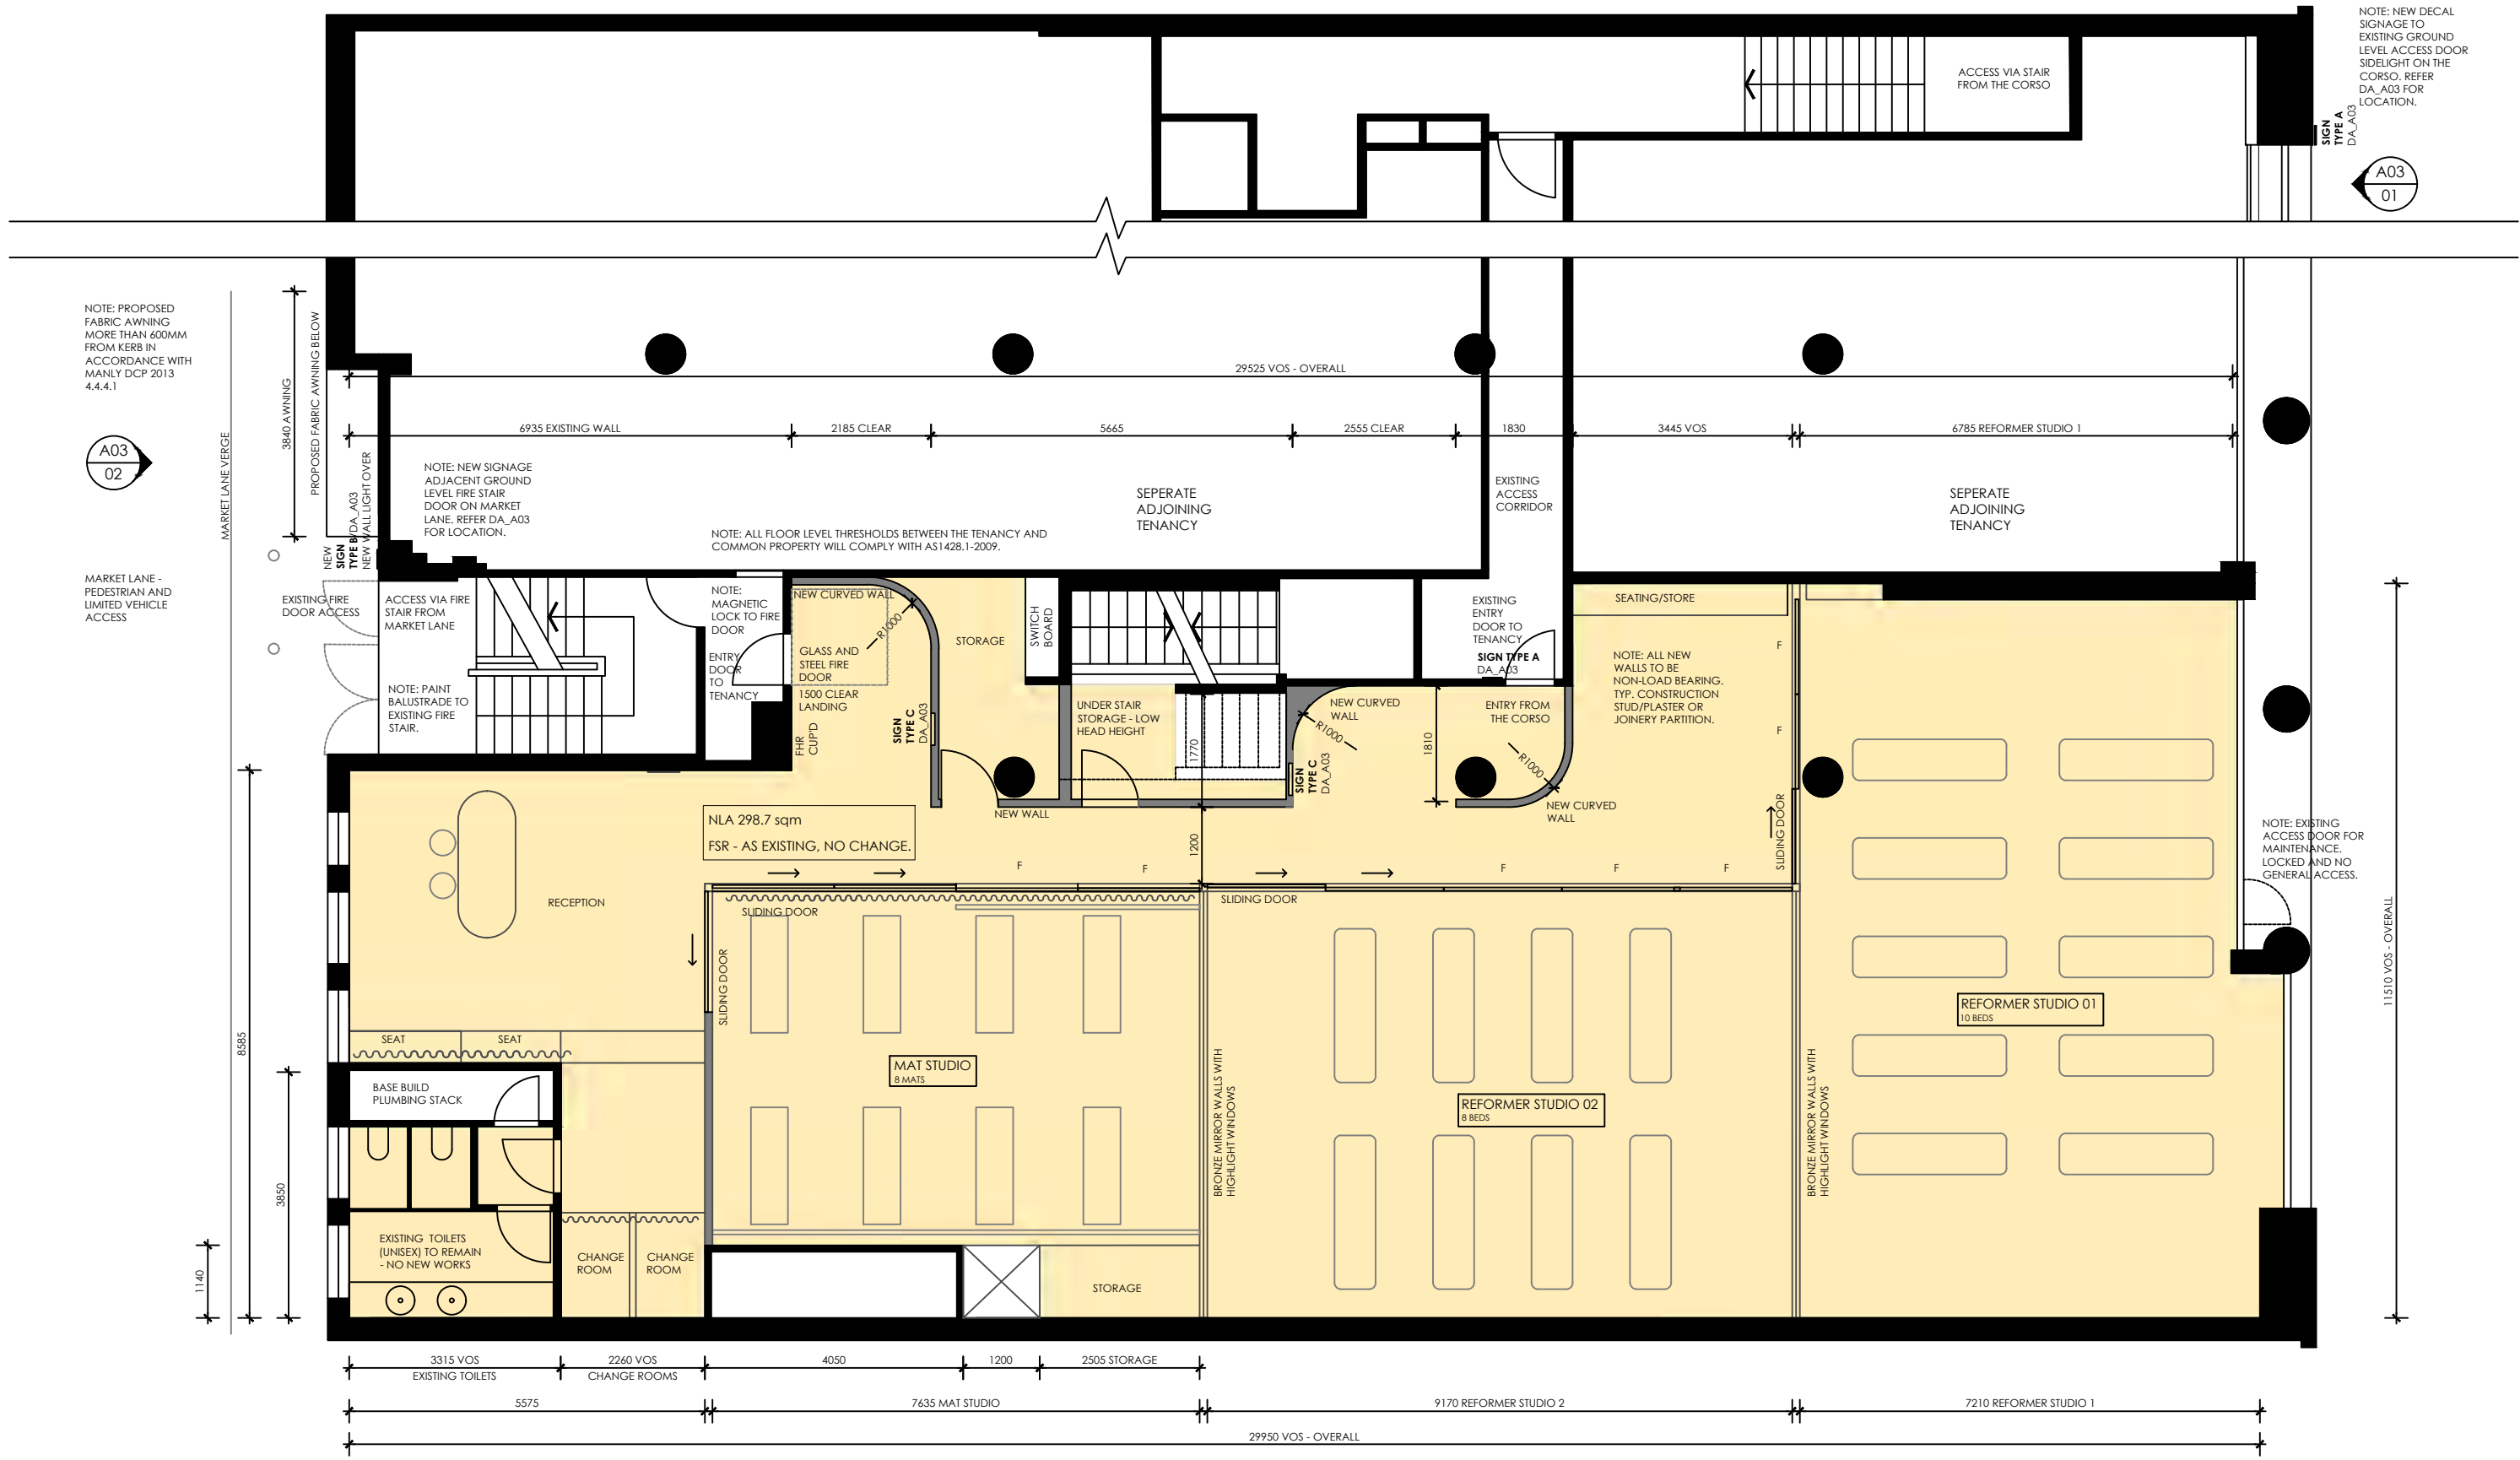 NOTE: NEW DECAL
SIGNAGE TO
EXISTING GROUND
LEVEL ACCESS DOOR
SIDELIGHT ON THE
CORSO. REFER
DA_A03 FOR
LOCATION.
ACCESS VIA STAIR
FROM THE CORSO
SIGN
TYPE A
DA_A03
A03
01
NOTE: PROPOSED
FABRIC AWNING
MORE THAN 600MM
FROM KERB IN
ACCORDANCE WITH
MANLY DCP 2013
4.4.4.1
A03
02
MARKET LANE VERGE
3840 AWNING
PROPOSED FABRIC AWNING BELOW
NEW
SIGN
TYPE B/DA_A03
NEW WALL LIGHT OVER
29525 VOS - OVERALL
6935 EXISTING WALL
2185 CLEAR
5665
2555 CLEAR
1830
3445 VOS
6785 REFORMER STUDIO 1
NOTE: NEW SIGNAGE
ADJACENT GROUND
LEVEL FIRE STAIR
DOOR ON MARKET
LANE. REFER DA_A03
FOR LOCATION.
NOTE: ALL FLOOR LEVEL THRESHOLDS BETWEEN THE TENANCY AND
COMMON PROPERTY WILL COMPLY WITH AS1428.1-2009.
SEPERATE
ADJOINING
TENANCY
EXISTING
ACCESS
CORRIDOR
SEPERATE
ADJOINING
TENANCY
MARKET LANE -
PEDESTRIAN AND
LIMITED VEHICLE
ACCESS
EXISTING FIRE
DOOR ACCESS
ACCESS VIA FIRE
STAIR FROM
MARKET LANE
NOTE: PAINT
BALUSTRADE TO
EXISTING FIRE
STAIR.
NOTE:
MAGNETIC
LOCK TO FIRE
DOOR
ENTRY
DOOR
TO
TENANCY
NEW CURVED WALL
R1000
GLASS AND
STEEL FIRE
DOOR
1500 CLEAR
LANDING
FHR
CUP'D
SIGN
TYPE C
DA_A03
STORAGE
SWITCH
BOARD
UNDER STAIR
STORAGE - LOW
HEAD HEIGHT
1770
NEW CURVED
WALL
R1000
SIGN
TYPE C
DA_A03
EXISTING
ENTRY
DOOR TO
TENANCY
SIGN TYPE A
DA_A03
ENTRY FROM
THE CORSO
1810
R1000
NEW CURVED
WALL
SEATING/STORE
NOTE: ALL NEW
WALLS TO BE
NON-LOAD BEARING.
TYP. CONSTRUCTION
STUD/PLASTER OR
JOINERY PARTITION.
F
F
SLIDING DOOR
NLA 298.7 sqm
FSR - AS EXISTING, NO CHANGE.
NEW WALL
1200
F
F
F
F
F
NOTE: EXISTING
ACCESS DOOR FOR
MAINTENANCE.
LOCKED AND NO
GENERAL ACCESS.
11510 VOS - OVERALL
RECEPTION
SLIDING DOOR
SLIDING DOOR
SLIDING DOOR
SEAT
SEAT
8585
3850
1140
BASE BUILD
PLUMBING STACK
MAT STUDIO
8 MATS
BRONZE MIRROR WALLS WITH
HIGHLIGHT WINDOWS
REFORMER STUDIO 02
8 BEDS
BRONZE MIRROR WALLS WITH
HIGHLIGHT WINDOWS
REFORMER STUDIO 01
10 BEDS
EXISTING TOILETS
(UNISEX) TO REMAIN
- NO NEW WORKS
CHANGE
ROOM
CHANGE
ROOM
STORAGE
3315 VOS
EXISTING TOILETS
2260 VOS
CHANGE ROOMS
4050
1200
2505 STORAGE
5575
7635 MAT STUDIO
9170 REFORMER STUDIO 2
7210 REFORMER STUDIO 1
29950 VOS - OVERALL